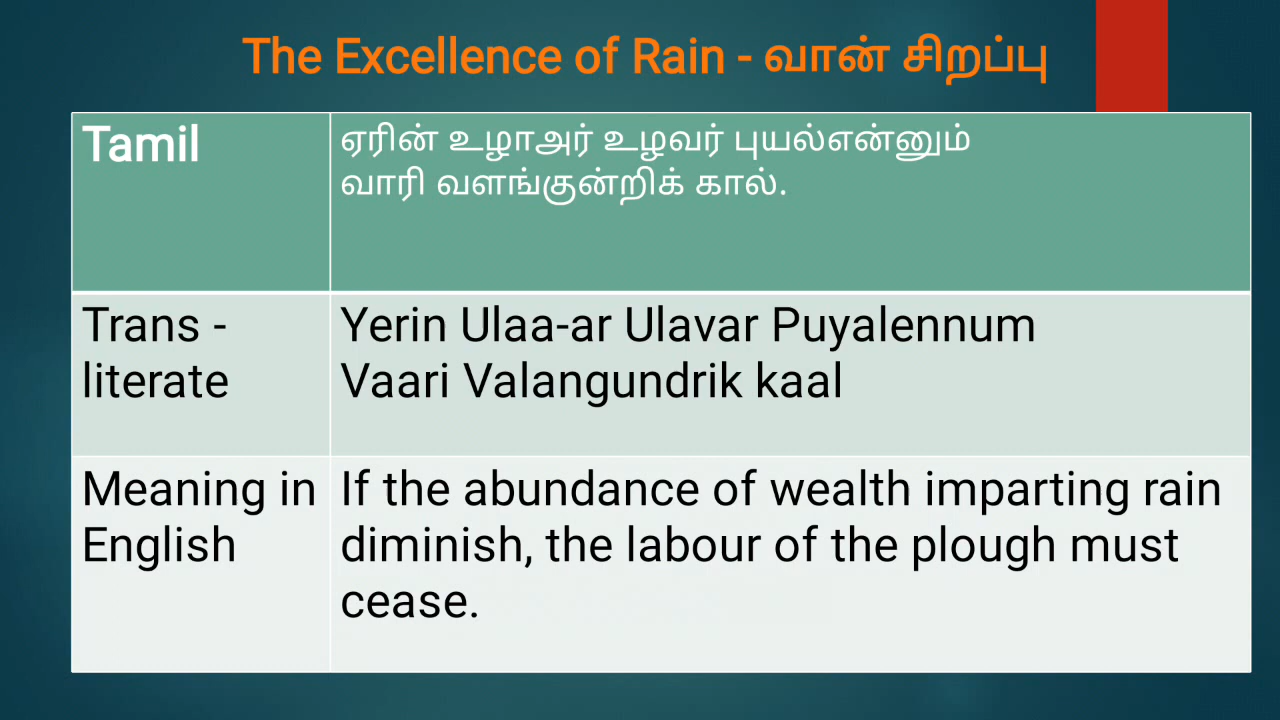 The Excellence of Rain - வான் சிறப்பு
Tamil
ஏரின் உழாஅர் உழவர் புயல்என்னும்
வாரி வளங்குன்றிக் கால்.
Trans -
literate
Yerin Ulaa-ar Ulavar Puyalennum
Vaari Valangundrik kaal
Meaning in
English
If the abundance of wealth imparting rain
diminish, the labour of the plough must
cease.